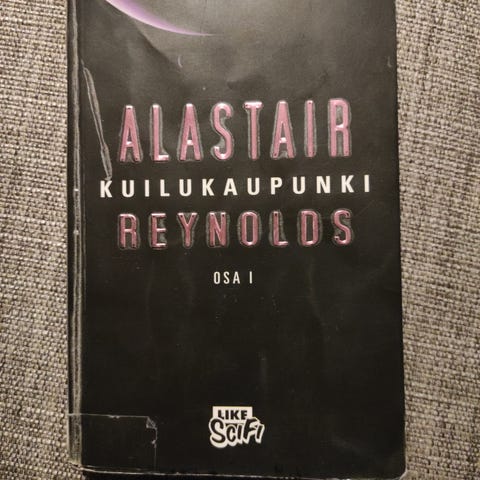 ALASTAIR
KUILUKAUPUNKI
REYNOLDS
OSA I
LIKE
SCiFi